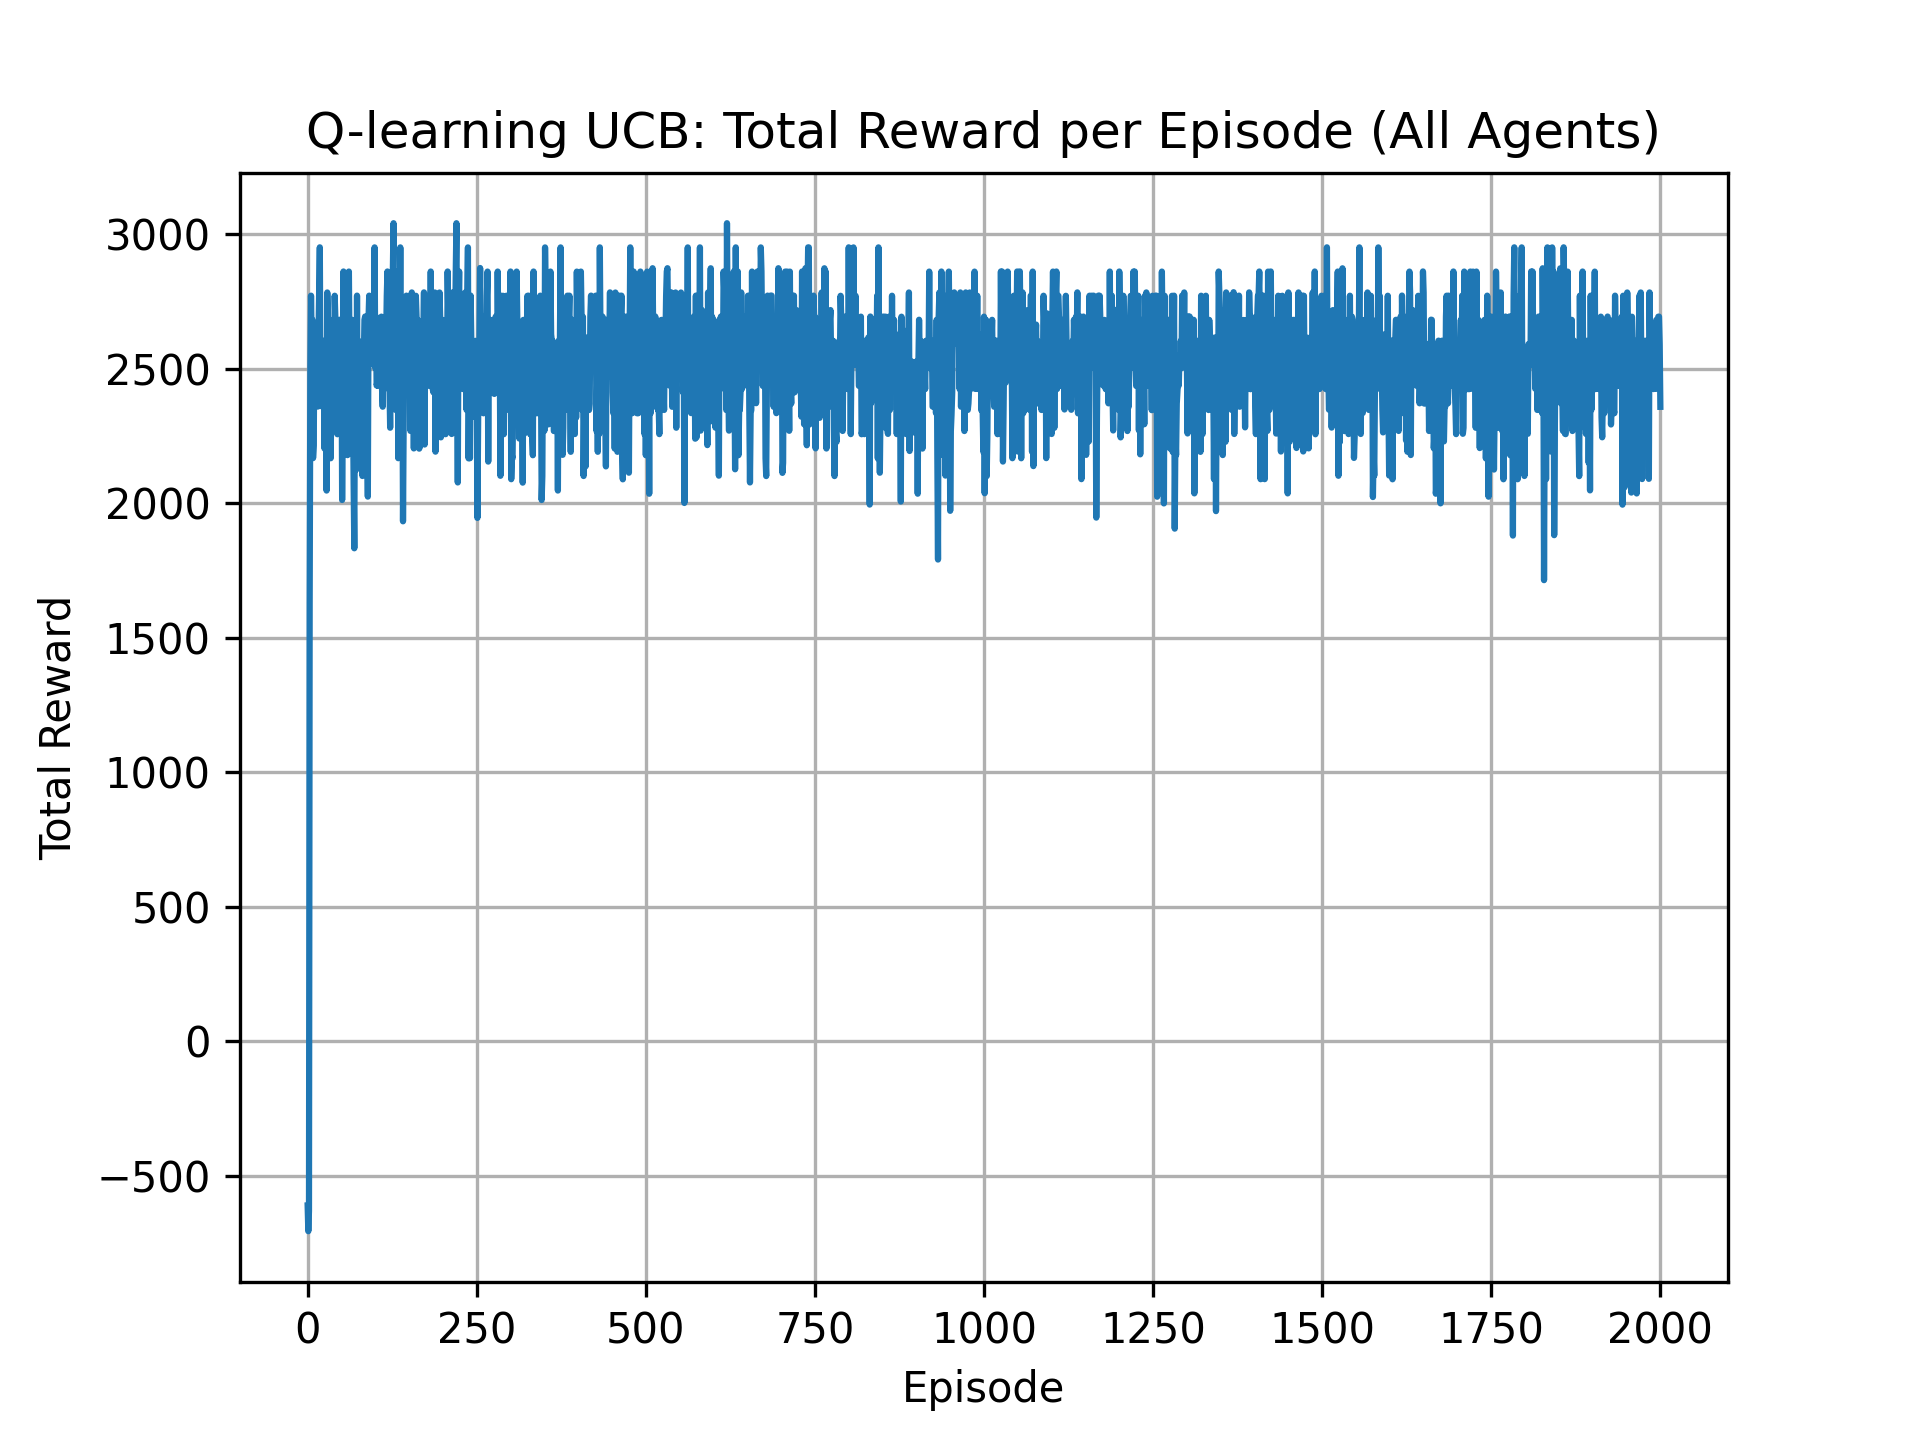 Q-learning UCB: Total Reward per Episode (All Agents)
3000
2500
2000
1500
1000
500
0
−500
Total Reward
0 250 500 750 1000 1250 1500 1750 2000
Episode